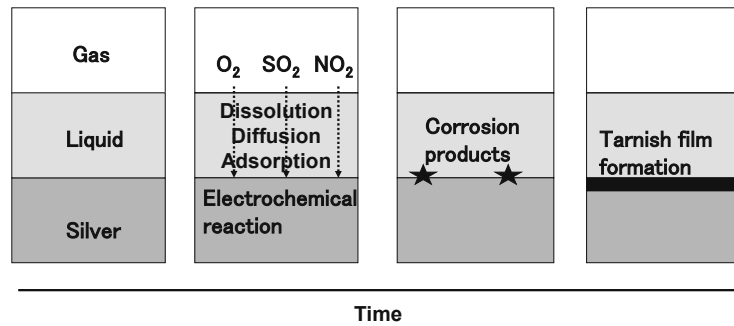 Gas
Liquid
Silver
O₂ SO₂ NO₂
Dissolution
Diffusion
Adsorption
Electrochemical
reaction
Corrosion
products
Tarnish film
formation
Time